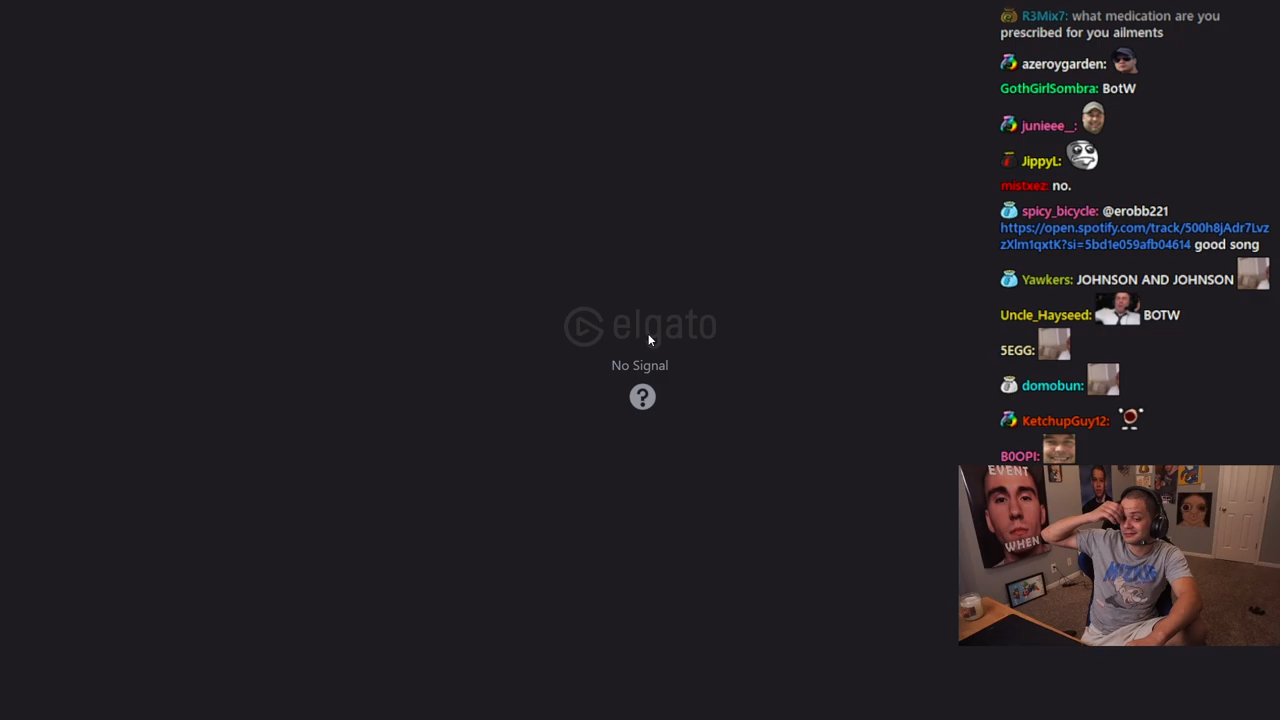 R3Mix7: what medication are you
prescribed for you ailments
azeroygarden:
GothGirlSombra: BotW
junieee__:
JippyL:
mistxez: no.
spicy_bicycle: @erobb221
https://open.spotify.com/track/500h8jAdr7Lvz
zXlm1qxtK?si=5bd1e059afb04614 good song
Yawkers: JOHNSON AND JOHNSON
Uncle_Hayseed: BOTW
5EGG:
domobun:
KetchupGuy12:
B0OPI:
elgato
No Signal
?
EVENT
WHEN